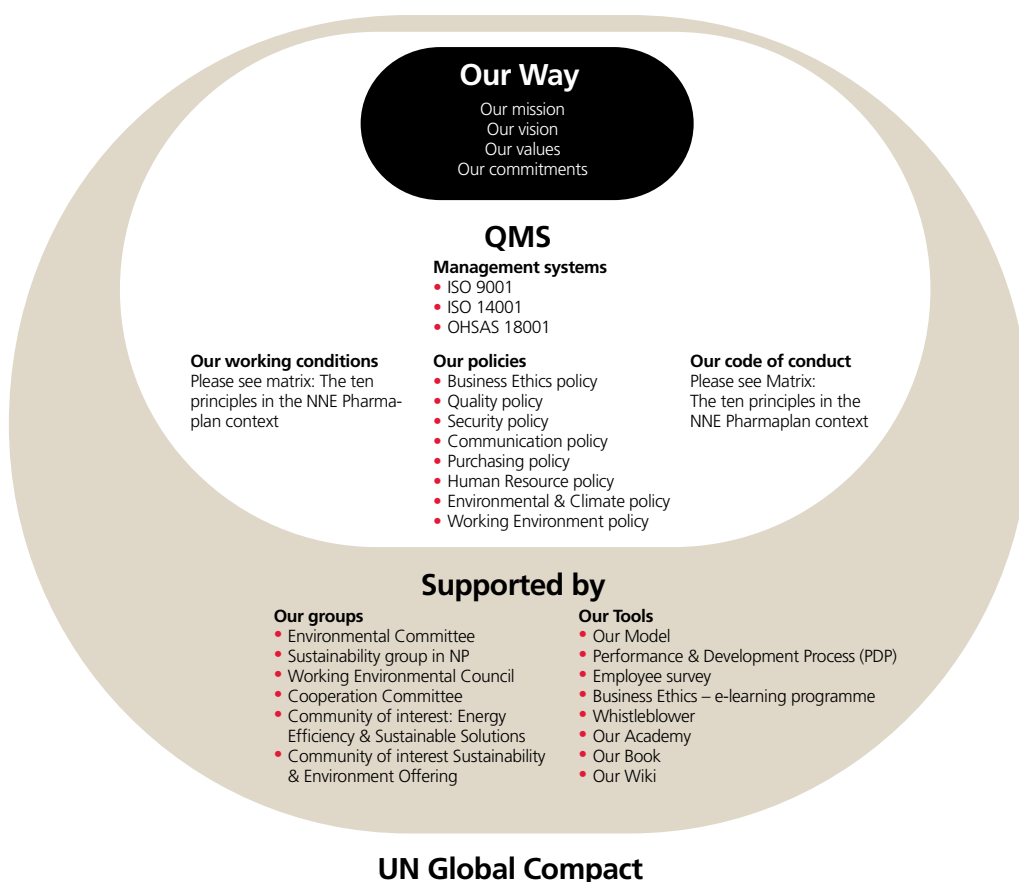 Our Way
Our mission
Our vision
Our values
Our commitments
QMS
Management systems
• ISO 9001
• ISO 14001
• OHSAS 18001
Our working conditions
Please see matrix: The ten
principles in the NNE Pharma-
plan context
Our policies
• Business Ethics policy
• Quality policy
• Security policy
• Communication policy
• Purchasing policy
• Human Resource policy
• Environmental & Climate policy
• Working Environment policy
Our code of conduct
Please see Matrix:
The ten principles in the
NNE Pharmaplan context
Supported by
Our groups
• Environmental Committee
• Sustainability group in NP
• Working Environmental Council
• Cooperation Committee
• Community of interest: Energy
Efficiency & Sustainable Solutions
• Community of interest Sustainability
& Environment Offering
Our Tools
• Our Model
• Performance & Development Process (PDP)
• Employee survey
• Business Ethics – e-learning programme
• Whistleblower
• Our Academy
• Our Book
• Our Wiki
UN Global Compact